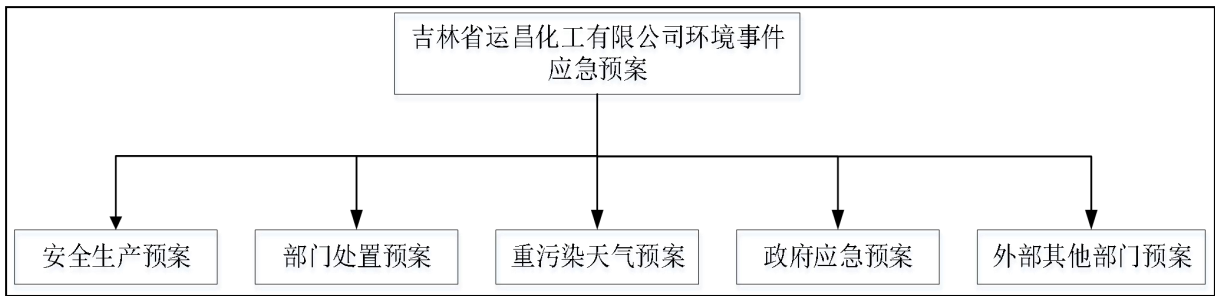 吉林省运昌化工有限公司环境事件
应急预案
安全生产预案
部门处置预案
重污染天气预案
政府应急预案
外部其他部门预案